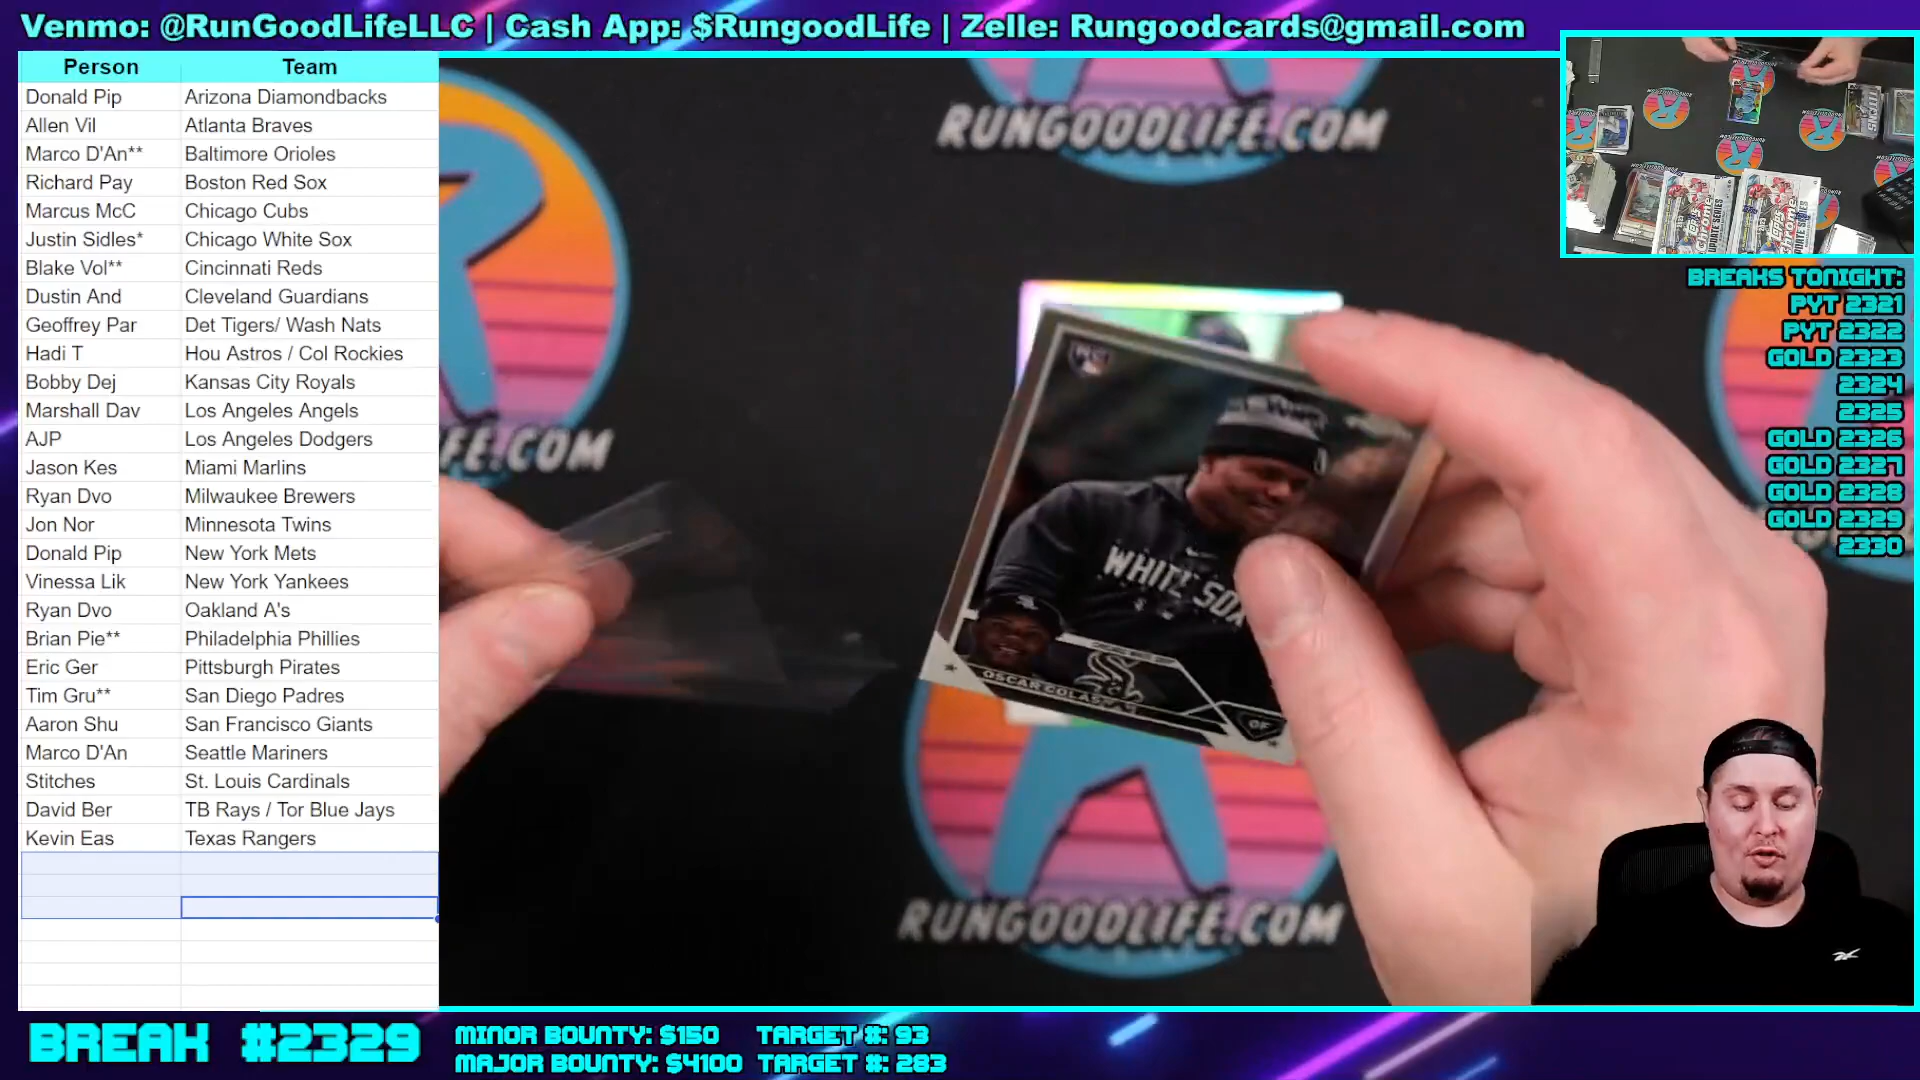 Venmo: @RunGoodLifeLLC | Cash App: $RungoodLife | Zelle: Rungoodcards@gmail.com
Person Team
Donald Pip Arizona Diamondbacks
Allen Vil Atlanta Braves
Marco D'An** Baltimore Orioles
Richard Pay Boston Red Sox
Marcus McC Chicago Cubs
Justin Sidles* Chicago White Sox
Blake Vol** Cincinnati Reds
Dustin And Cleveland Guardians
Geoffrey Par Det Tigers/ Wash Nats
Hadi T Hou Astros / Col Rockies
Bobby Dej Kansas City Royals
Marshall Dav Los Angeles Angels
AJP Los Angeles Dodgers
Jason Kes Miami Marlins
Ryan Dvo Milwaukee Brewers
Jon Nor Minnesota Twins
Donald Pip New York Mets
Vinessa Lik New York Yankees
Ryan Dvo Oakland A's
Brian Pie** Philadelphia Phillies
Eric Ger Pittsburgh Pirates
Tim Gru** San Diego Padres
Aaron Shu San Francisco Giants
Marco D'An Seattle Mariners
Stitches St. Louis Cardinals
David Ber TB Rays / Tor Blue Jays
Kevin Eas Texas Rangers
RUNGOODLIFE.COM
FE.COM
RC
WHITE SOX
OSCAR COLAS
OF
RUNGOODLIFE.COM
BREAKS TONIGHT:
PYT 2321
PYT 2322
GOLD 2323
2324
2325
GOLD 2326
GOLD 2327
GOLD 2328
GOLD 2329
2330
BREAK #2329
MINOR BOUNTY: $150 TARGET #: 93
MAJOR BOUNTY: $4100 TARGET #: 283